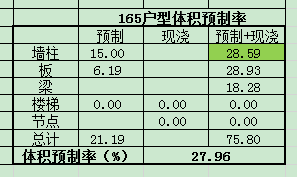 165户型体积预制率
预制 现浇 预制+现浇
墙柱 15.00 28.59
板 6.19 28.93
梁 18.28
楼梯 0.00 0.00 0.00
节点 0.00 0.00
总计 21.19 75.80
体积预制率（%） 27.96